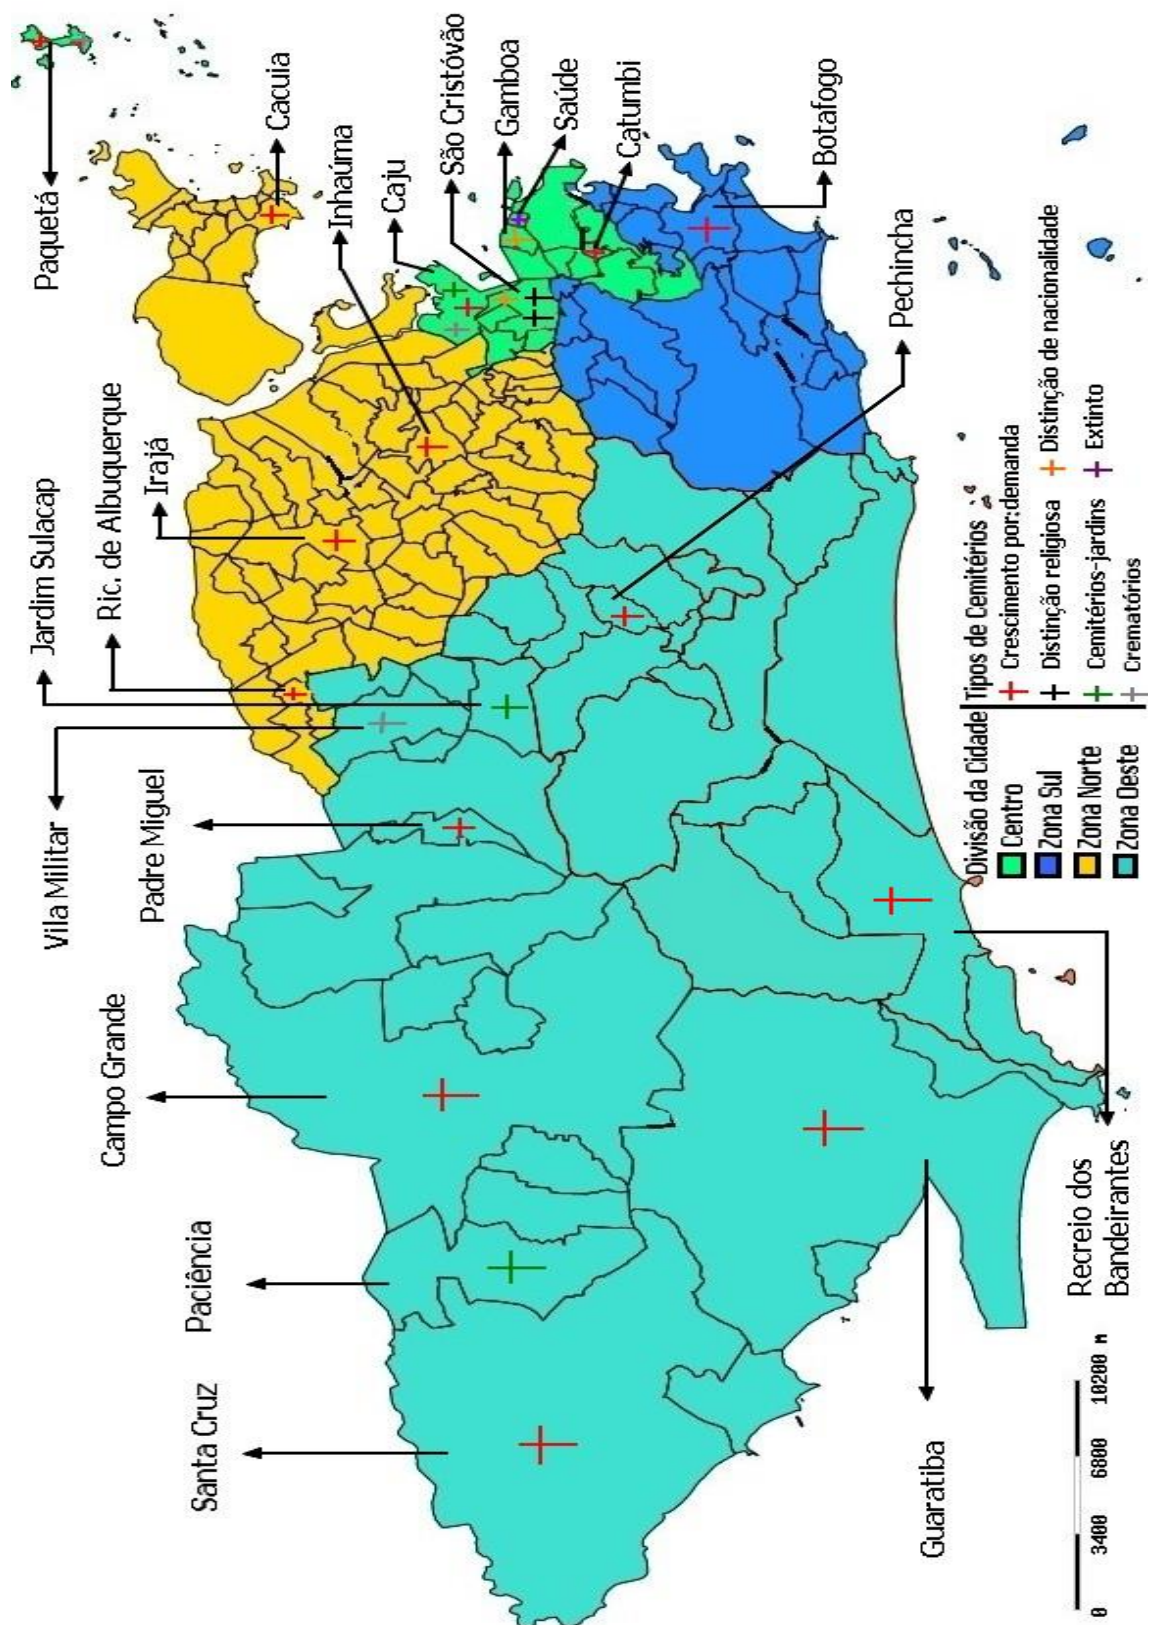 Santa Cruz
Paciência
Campo Grande
Padre Miguel
Vila Militar
Jardim Sulacap
Ric. de Albuquerque
Irajá
Inhaúma
Cacuia
Paquetá
Caju
São Cristóvão
Gamboa
Saúde
Catumbi
Botafogo
Pechincha
Guaratiba
Recreio dos
Bandeirantes
0 3400 6800 10200 m
Divisão da Cidade
Centro
Zona Sul
Zona Norte
Zona Oeste
Tipos de Cemitérios
Crescimento por:demanda
Distinção religiosa
Cemitérios-jardins
Crematórios
Distinção de nacionalidade
Extinto